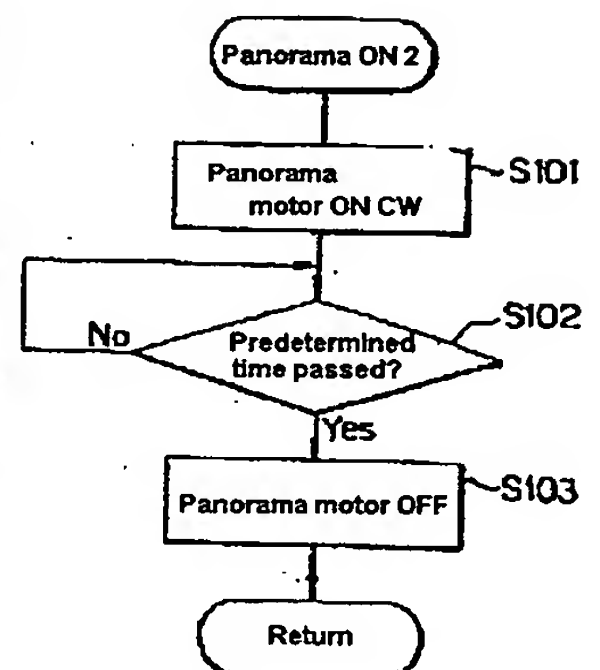 Panorama ON 2
Panorama
motor ON CW
S101
No
Predetermined
time passed?
S102
Yes
Panorama motor OFF
S103
Return